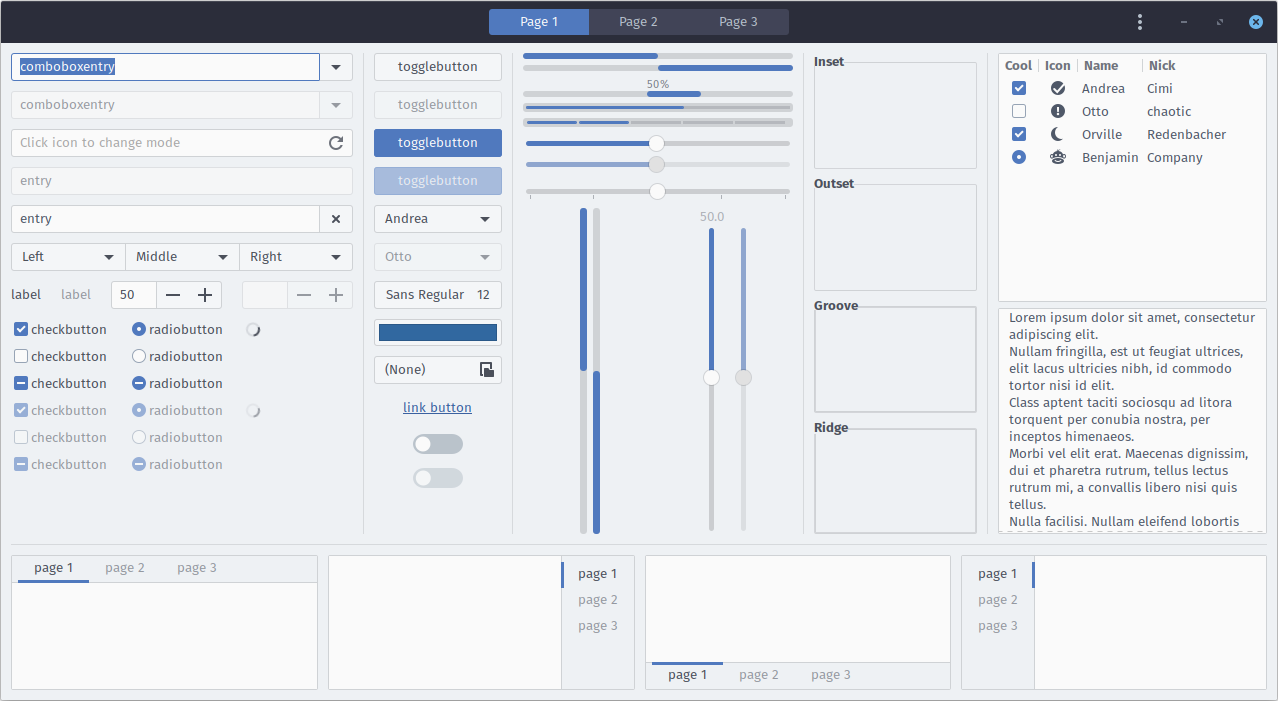 Page 1 Page 2 Page 3
comboboxentry
comboboxentry
Click icon to change mode
entry
entry
Left Middle Right
label label 50
checkbutton radiobutton
checkbutton radiobutton
checkbutton radiobutton
checkbutton radiobutton
checkbutton radiobutton
checkbutton radiobutton
togglebutton
togglebutton
togglebutton
togglebutton
Andrea
Otto
Sans Regular 12
(None)
link button
50%
50.0
Inset
Outset
Groove
Ridge
Cool Icon Name Nick
Andrea Cimi
Otto chaotic
Orville Redenbacher
Benjamin Company
Lorem ipsum dolor sit amet, consectetur
adipiscing elit.
Nullam fringilla, est ut feugiat ultrices,
elit lacus ultricies nibh, id commodo
tortor nisi id elit.
Class aptent taciti sociosqu ad litora
torquent per conubia nostra, per
inceptos himenaeos.
Morbi vel elit erat. Maecenas dignissim,
dui et pharetra rutrum, tellus lectus
rutrum mi, a convallis libero nisi quis
tellus.
Nulla facilisi. Nullam eleifend lobortis
page 1 page 2 page 3
page 1
page 2
page 3
page 1 page 2 page 3
page 1
page 2
page 3